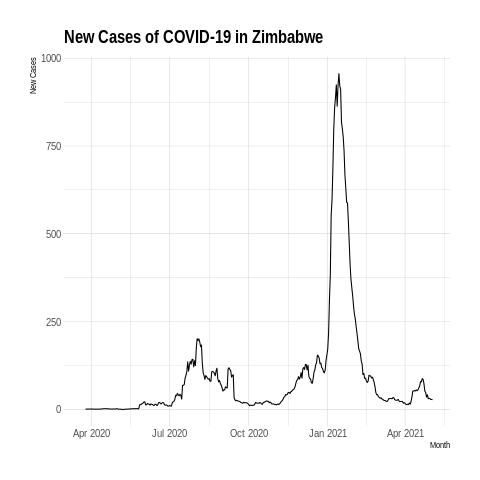 New Cases of COVID-19 in Zimbabwe
New Cases
1000
750
500
250
0
Apr 2020 Jul 2020 Oct 2020 Jan 2021 Apr 2021
Month